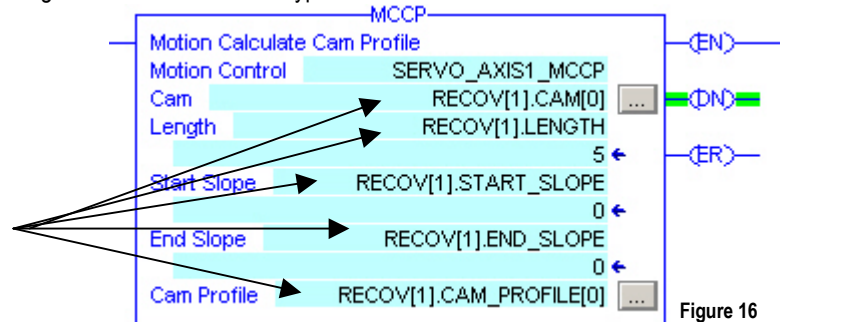 MCCP
Motion Calculate Cam Profile
Motion Control SERVO_AXIS1_MCCP
Cam RECOV[1].CAM[0] ...
Length RECOV[1].LENGTH
5
Start Slope RECOV[1].START_SLOPE
0
End Slope RECOV[1].END_SLOPE
0
Cam Profile RECOV[1].CAM_PROFILE[0] ...
(EN)
(DN)
(ER)
Figure 16